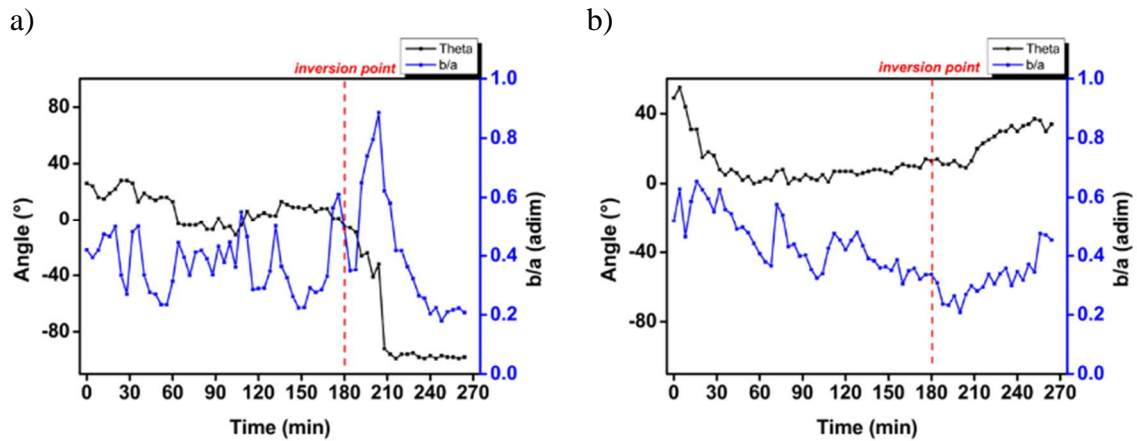 a)
Theta
b/a
inversion point
80
40
0
-40
-80
Angle (°)
1.0
0.8
0.6
0.4
0.2
0.0
b/a (adim)
0 30 60 90 120 150 180 210 240 270
Time (min)
b)
Theta
b/a
inversion point
40
0
-40
-80
Angle (°)
1.0
0.8
0.6
0.4
0.2
0.0
b/a (adim)
0 30 60 90 120 150 180 210 240 270
Time (min)